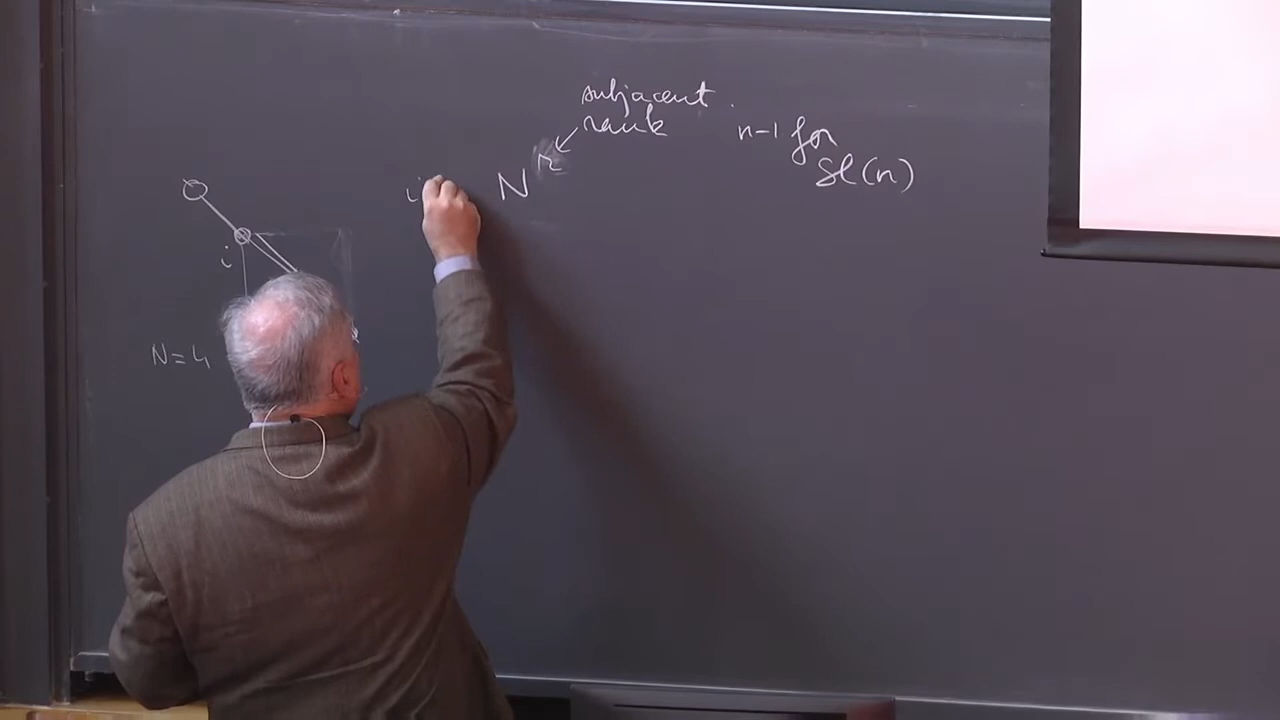 subjacent
rank
n-1 for
Sl(n)
N^r
i
i
N=4